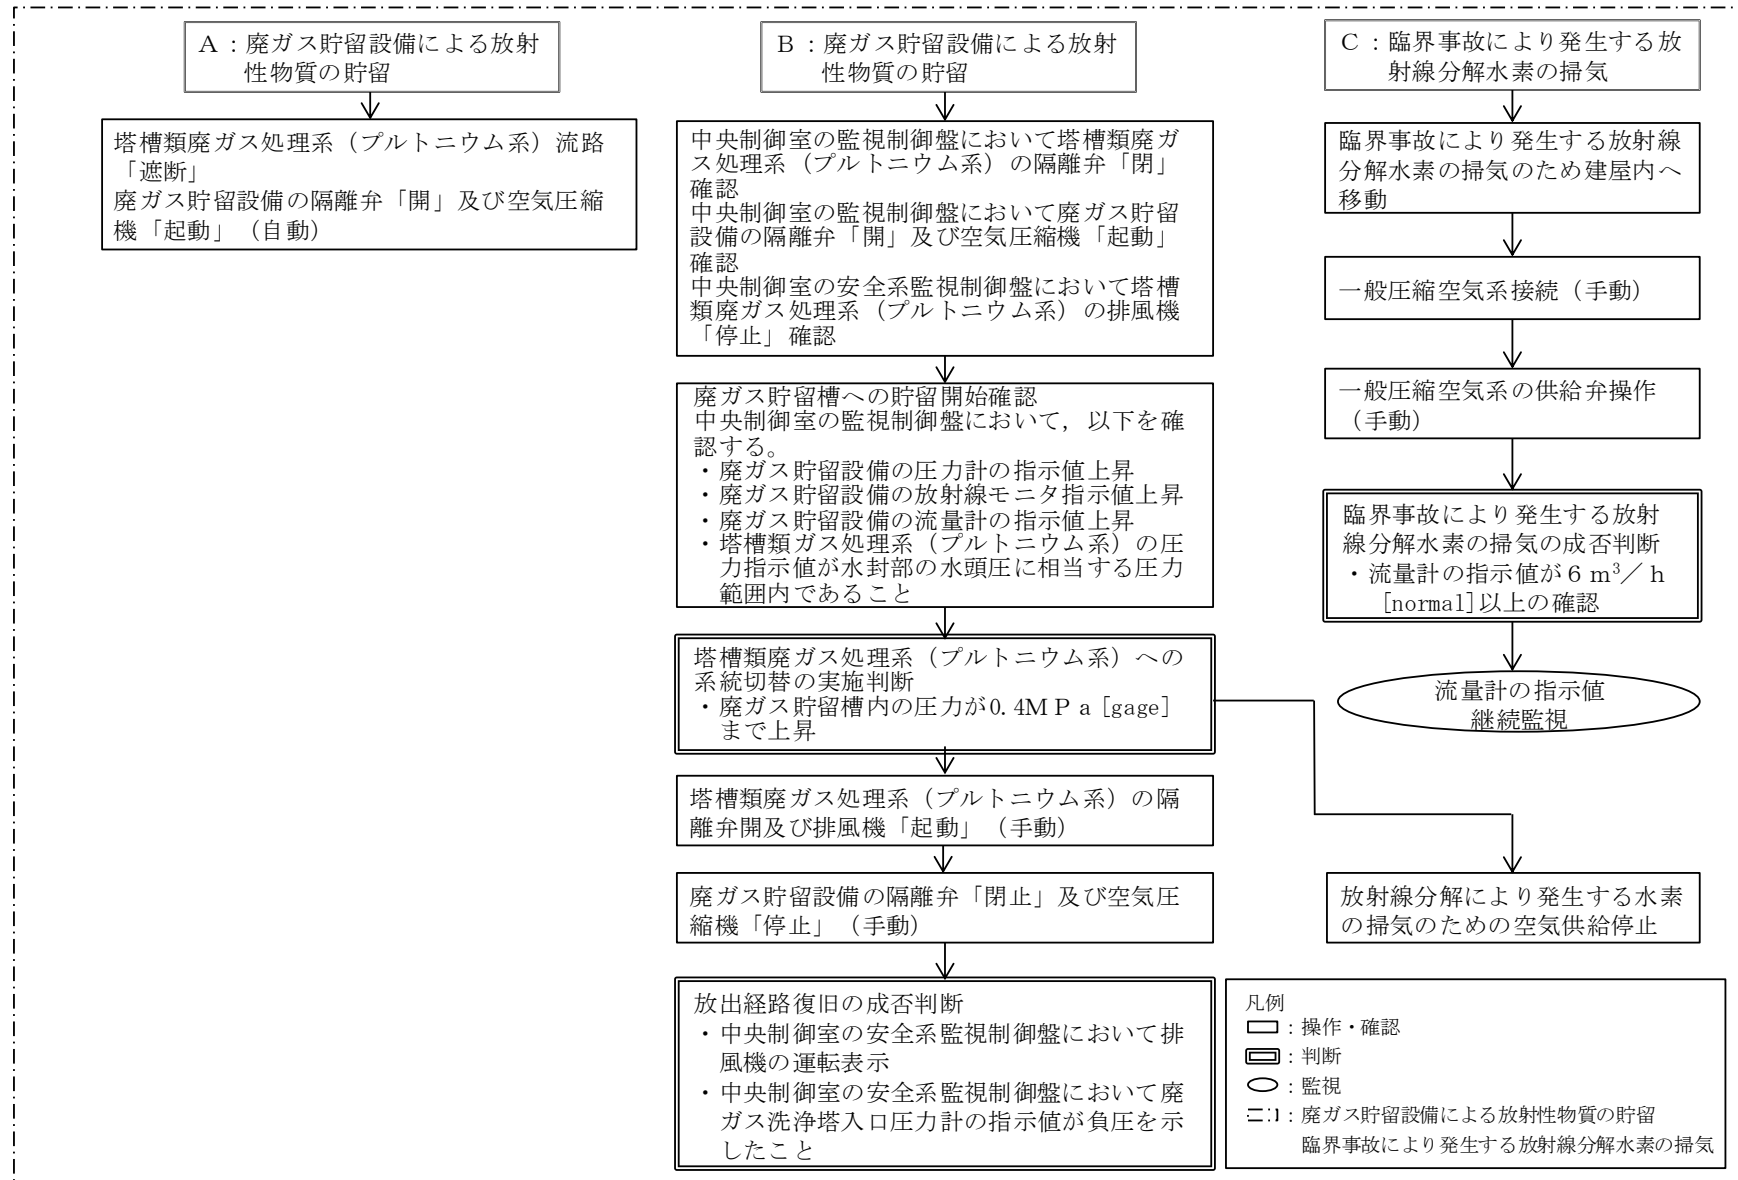 Ａ：廃ガス貯留設備による放射
性物質の貯留
塔槽類廃ガス処理系（プルトニウム系）流路
「遮断」
廃ガス貯留設備の隔離弁「開」及び空気圧縮
機「起動」（自動）
Ｂ：廃ガス貯留設備による放射
性物質の貯留
中央制御室の監視制御盤において塔槽類廃ガ
ス処理系（プルトニウム系）の隔離弁「閉」
確認
中央制御室の監視制御盤において廃ガス貯留
設備の隔離弁「開」及び空気圧縮機「起動」
確認
中央制御室の安全系監視制御盤において塔槽
類廃ガス処理系（プルトニウム系）の排風機
「停止」確認
廃ガス貯留槽への貯留開始確認
中央制御室の監視制御盤において，以下を確
認する。
・廃ガス貯留設備の圧力計の指示値上昇
・廃ガス貯留設備の放射線モニタ指示値上昇
・廃ガス貯留設備の流量計の指示値上昇
・塔槽類ガス処理系（プルトニウム系）の圧
力指示値が水封部の水頭圧に相当する圧力
範囲内であること
塔槽類廃ガス処理系（プルトニウム系）への
系統切替の実施判断
・廃ガス貯留槽内の圧力が0.4ＭＰａ[gage]
まで上昇
塔槽類廃ガス処理系（プルトニウム系）の隔
離弁開及び排風機「起動」（手動）
廃ガス貯留設備の隔離弁「閉止」及び空気圧
縮機「停止」（手動）
放出経路復旧の成否判断
・中央制御室の安全系監視制御盤において排
風機の運転表示
・中央制御室の安全系監視制御盤において廃
ガス洗浄塔入口圧力計の指示値が負圧を示
したこと
Ｃ：臨界事故により発生する放
射線分解水素の掃気
臨界事故により発生する放射線
分解水素の掃気のため建屋内へ
移動
一般圧縮空気系接続（手動）
一般圧縮空気系の供給弁操作
（手動）
臨界事故により発生する放射
線分解水素の掃気の成否判断
・流量計の指示値が６ｍ³／ｈ
[normal]以上の確認
流量計の指示値
継続監視
放射線分解により発生する水素
の掃気のための空気供給停止
凡例
：操作・確認
：判断
：監視
：廃ガス貯留設備による放射性物質の貯留
臨界事故により発生する放射線分解水素の掃気